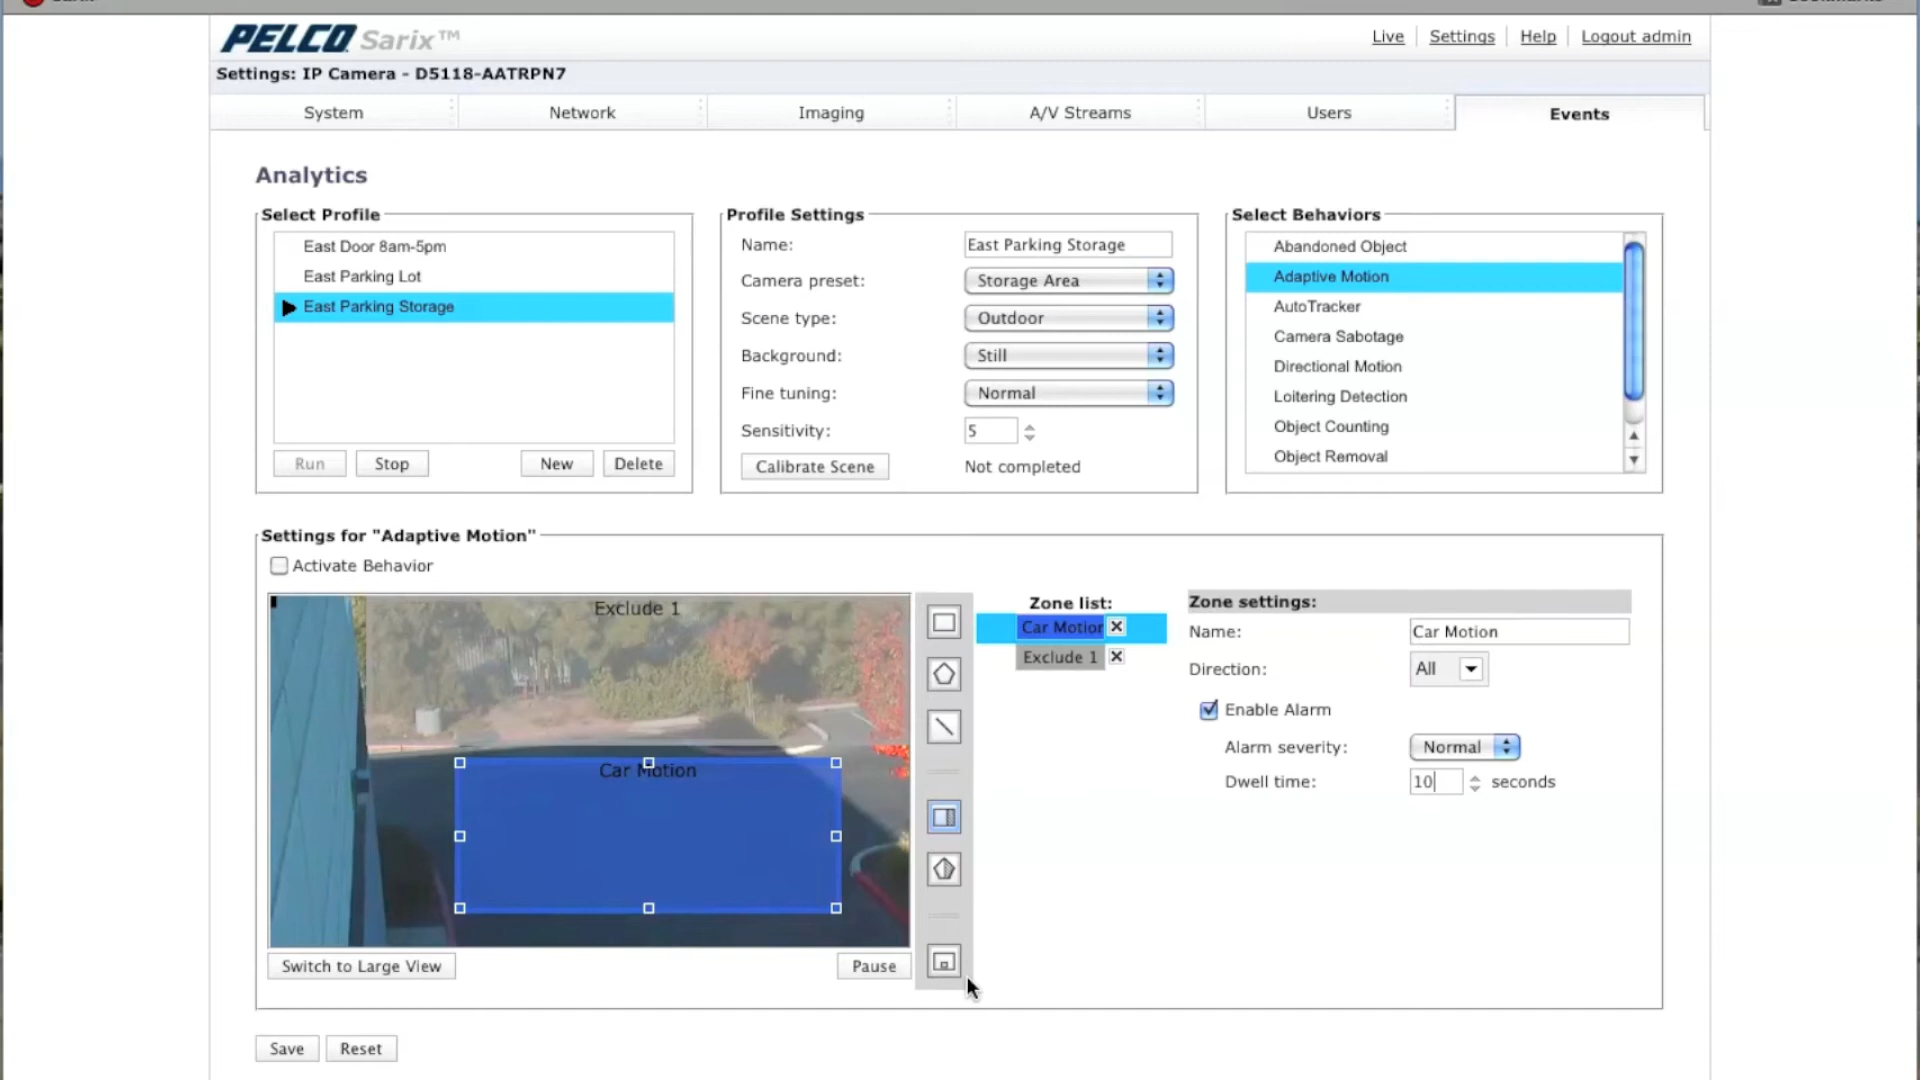 PELCO Sarix™
Live Settings Help Logout admin
Settings: IP Camera - D5118-AATRPN7
System Network Imaging A/V Streams Users Events
Analytics
Select Profile
East Door 8am-5pm
East Parking Lot
East Parking Storage
Run Stop New Delete
Profile Settings
Name: East Parking Storage
Camera preset: Storage Area
Scene type: Outdoor
Background: Still
Fine tuning: Normal
Sensitivity: 5
Calibrate Scene Not completed
Select Behaviors
Abandoned Object
Adaptive Motion
AutoTracker
Camera Sabotage
Directional Motion
Loitering Detection
Object Counting
Object Removal
Settings for "Adaptive Motion"
Activate Behavior
Exclude 1
Car Motion
Switch to Large View Pause
Zone list:
Car Motion
Exclude 1
Zone settings:
Name: Car Motion
Direction: All
Enable Alarm
Alarm severity: Normal
Dwell time: 10 seconds
Save Reset